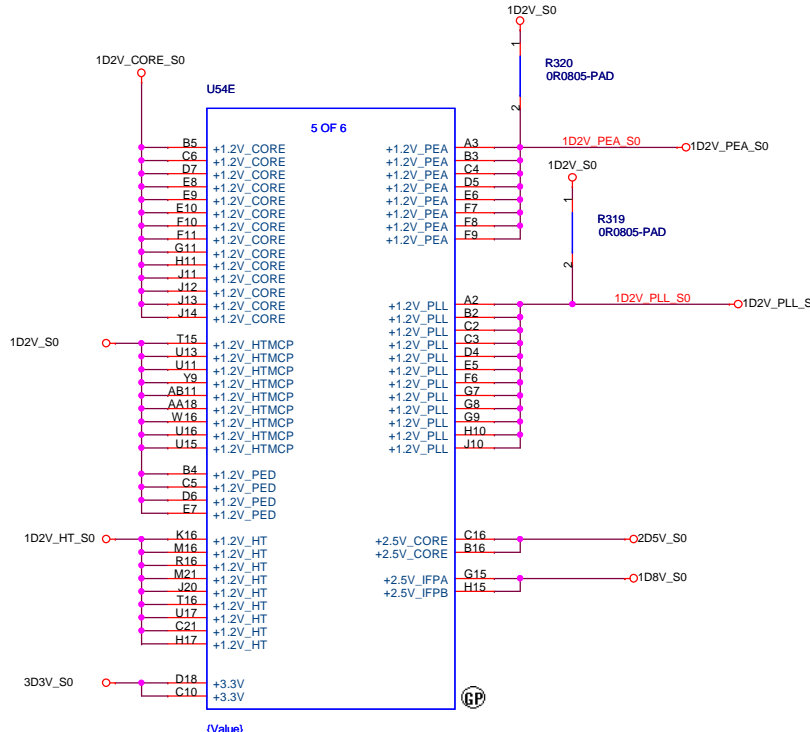 1D2V_S0
1
R320
0R0805-PAD
2
1D2V_CORE_S0
U54E
5 OF 6
B5 +1.2V_CORE
C6 +1.2V_CORE
D7 +1.2V_CORE
E8 +1.2V_CORE
E9 +1.2V_CORE
E10 +1.2V_CORE
F10 +1.2V_CORE
F11 +1.2V_CORE
G11 +1.2V_CORE
H11 +1.2V_CORE
J11 +1.2V_CORE
J12 +1.2V_CORE
J13 +1.2V_CORE
J14 +1.2V_CORE
+1.2V_PEA A3
+1.2V_PEA B3
+1.2V_PEA C4
+1.2V_PEA D5
+1.2V_PEA E6
+1.2V_PEA F7
+1.2V_PEA F8
+1.2V_PEA F9
1D2V_PEA_S0
1D2V_PEA_S0
1D2V_S0
1
R319
0R0805-PAD
2
+1.2V_PLL A2
+1.2V_PLL B2
+1.2V_PLL C2
+1.2V_PLL C3
+1.2V_PLL D4
+1.2V_PLL E5
+1.2V_PLL F6
+1.2V_PLL G7
+1.2V_PLL G8
+1.2V_PLL G9
+1.2V_PLL H10
+1.2V_PLL J10
1D2V_PLL_S0
1D2V_PLL_S
1D2V_S0
T15 +1.2V_HTMCP
U13 +1.2V_HTMCP
U11 +1.2V_HTMCP
Y9 +1.2V_HTMCP
AB11 +1.2V_HTMCP
AA18 +1.2V_HTMCP
W16 +1.2V_HTMCP
U16 +1.2V_HTMCP
U15 +1.2V_HTMCP
B4 +1.2V_PED
C5 +1.2V_PED
D6 +1.2V_PED
E7 +1.2V_PED
1D2V_HT_S0
K16 +1.2V_HT
M16 +1.2V_HT
R16 +1.2V_HT
M21 +1.2V_HT
J20 +1.2V_HT
T16 +1.2V_HT
U17 +1.2V_HT
C21 +1.2V_HT
H17 +1.2V_HT
+2.5V_CORE C16
+2.5V_CORE B16
2D5V_S0
+2.5V_IFPA G15
+2.5V_IFPB H15
1D8V_S0
3D3V_S0
D18 +3.3V
C10 +3.3V
GP
{Value}